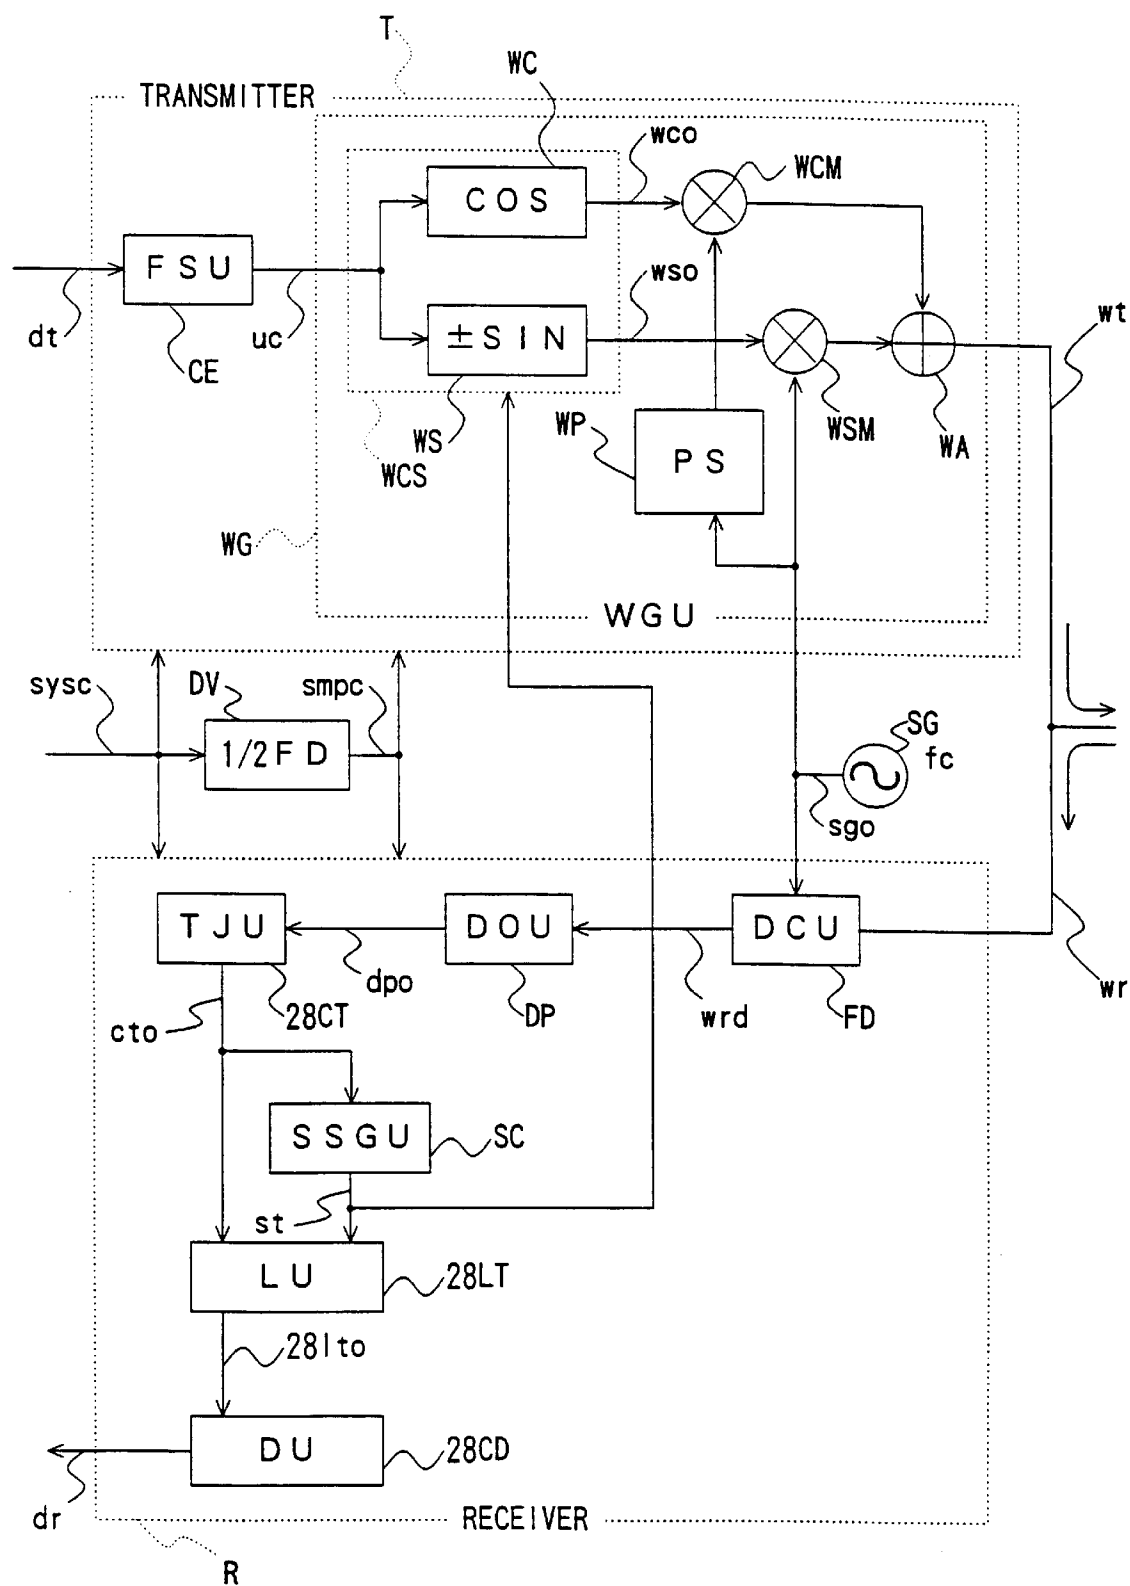 T
WC
TRANSMITTER
wco
WCM
COS
FSU
wso
dt
uc
±SIN
wt
CE
WS
WP
WSM
WA
WCS
PS
WG
WGU
sysc
DV
smpc
SG
1/2FD
fc
sgo
TJU
DOU
DCU
dpo
wr
cto
28CT
DP
wrd
FD
SSGU
SC
st
LU
28LT
28lto
DU
28CD
dr
RECEIVER
R